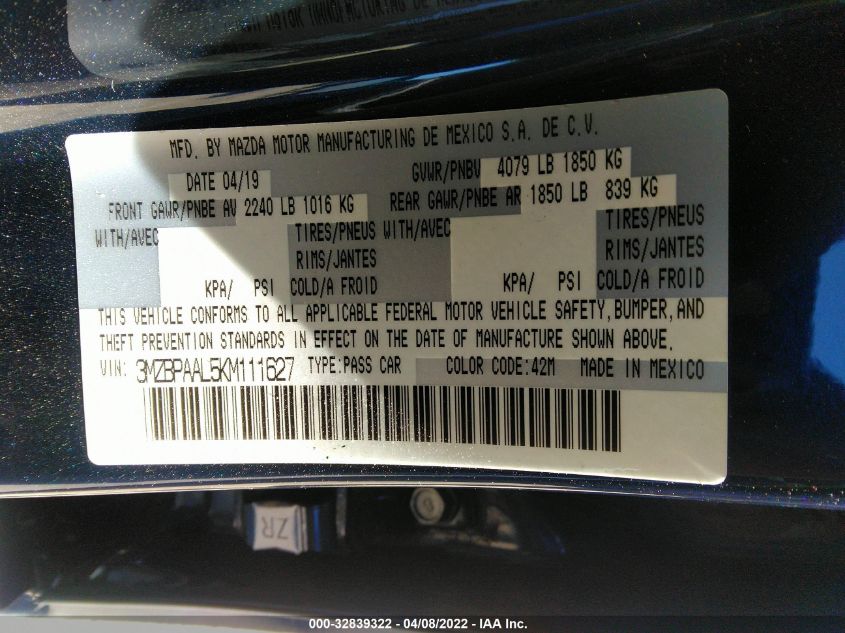 MFD. BY MAZDA MOTOR MANUFACTURING DE MEXICO S.A. DE C.V.
DATE 04/19 GVWR/PNBV 4079 LB 1850 KG
FRONT GAWR/PNBE AV 2240 LB 1016 KG REAR GAWR/PNBE AR 1850 LB 839 KG
WITH/AVEC TIRES/PNEUS WITH/AVEC TIRES/PNEUS
RIMS/JANTES RIMS/JANTES
KPA/ PSI COLD/A FROID KPA/ PSI COLD/A FROID
THIS VEHICLE CONFORMS TO ALL APPLICABLE FEDERAL MOTOR VEHICLE SAFETY, BUMPER, AND
THEFT PREVENTION STANDARDS IN EFFECT ON THE DATE OF MANUFACTURE SHOWN ABOVE.
VIN: 3MZBPAAL5KM111627 TYPE:PASS CAR COLOR CODE:42M MADE IN MEXICO
ZR
000-32839322 - 04/08/2022 - IAA Inc.